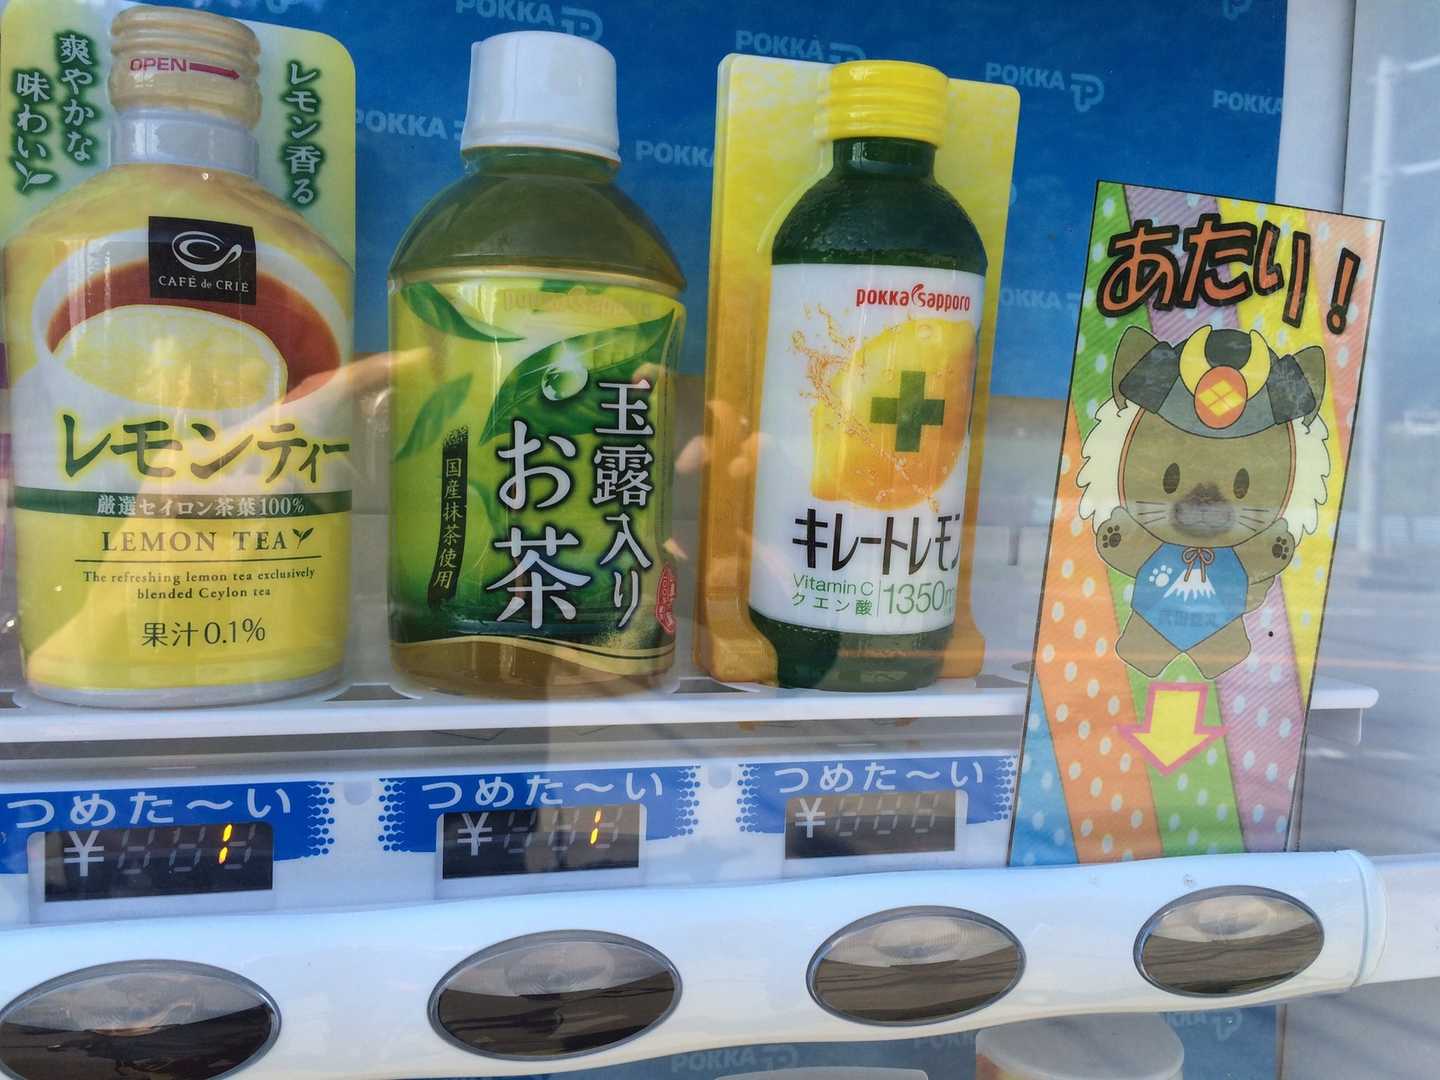 POKKA
POKKA
POKKA
POKKA
POKKA
POKKA
爽やかな
味わい
OPEN
レモン香る
CAFÉ de CRIÉ
レモンティー
厳選セイロン茶葉100%
LEMON TEA
The refreshing lemon tea exclusively
blended Ceylon tea
果汁0.1%
pokka sapporo
玉露入り
お茶
国産抹茶使用
pokka sapporo
キレートレモン
Vitamin C
クエン酸
1350m
あたり!
つめた〜い
¥ 1
つめた〜い
¥ 1
つめた〜い
¥
POKKA